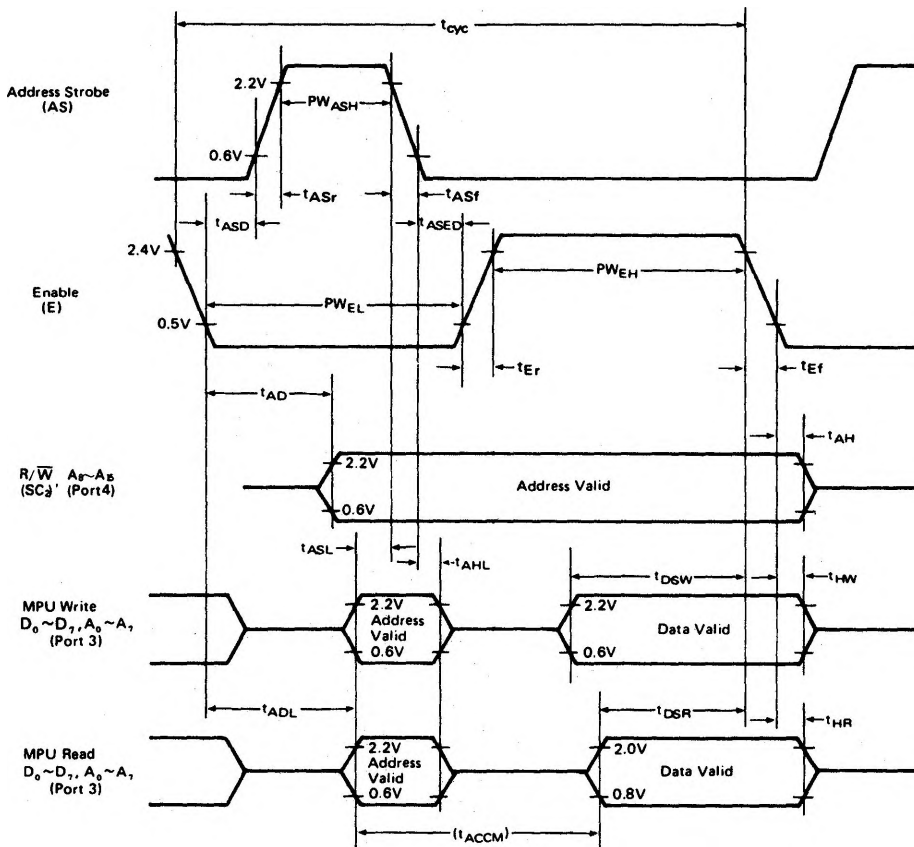 tcyc
Address Strobe
(AS)
2.2V
PWASH
0.6V
tASr
tASf
tASD
tASED
2.4V
Enable
(E)
PWEH
PWEL
0.5V
tEr
tEf
tAD
tAH
R/W̅ A8~A15
(SC2)' (Port4)
2.2V
Address Valid
0.6V
tASL
tAHL
tDSW
tHW
MPU Write
D0~D7, A0~A7
(Port 3)
2.2V
Address
Valid
0.6V
2.2V
Data Valid
0.6V
tADL
tDSR
tHR
MPU Read
D0~D7, A0~A7
(Port 3)
2.2V
Address
Valid
0.6V
2.0V
Data Valid
0.8V
(tACCM)